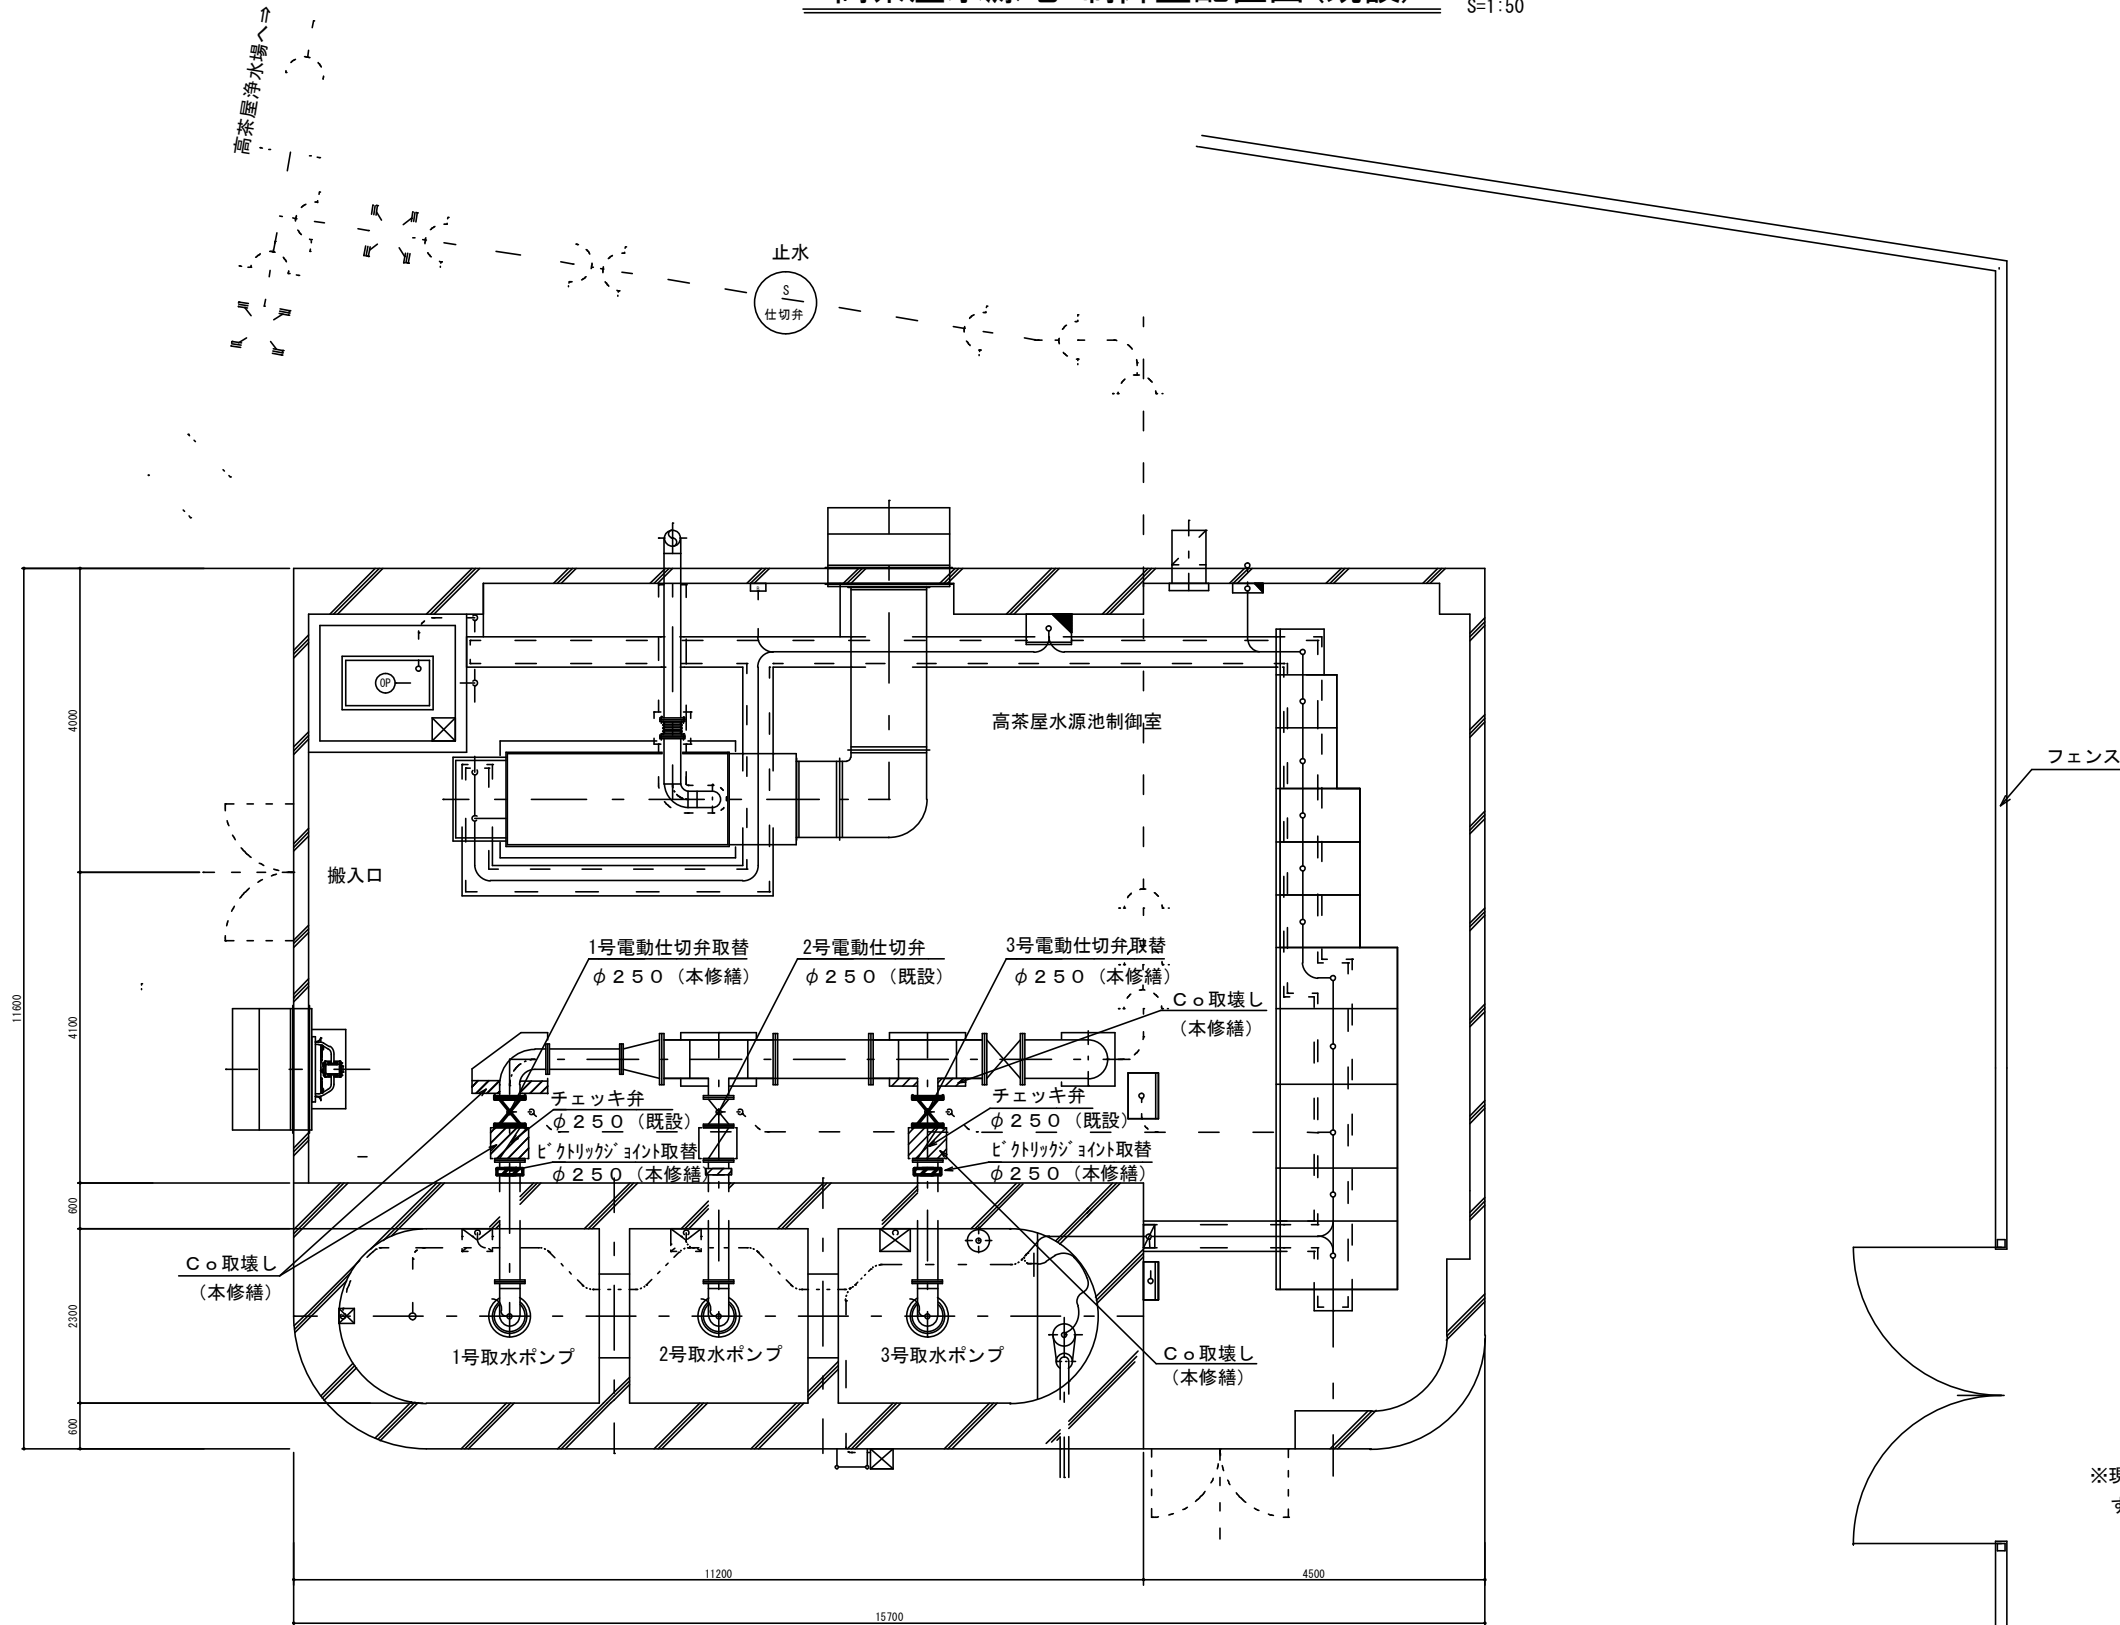 S=1:50
高茶屋浄水場へ⇒
止水
S
仕切弁
OP
高茶屋水源池制御室
フェンス
搬入口
1号電動仕切弁取替
φ２５０（本修繕）
2号電動仕切弁
φ２５０（既設）
3号電動仕切弁取替
φ２５０（本修繕）
Ｃｏ取壊し
（本修繕）
チェッキ弁
φ２５０（既設）
ﾋﾞｸﾄﾘｯｸｼﾞｮｲﾝﾄ取替
φ２５０（本修繕）
チェッキ弁
φ２５０（既設）
ﾋﾞｸﾄﾘｯｸｼﾞｮｲﾝﾄ取替
φ２５０（本修繕）
Ｃｏ取壊し
（本修繕）
1号取水ポンプ
2号取水ポンプ
3号取水ポンプ
Ｃｏ取壊し
（本修繕）
11600
4000
4100
600
2300
600
11200
4500
15700